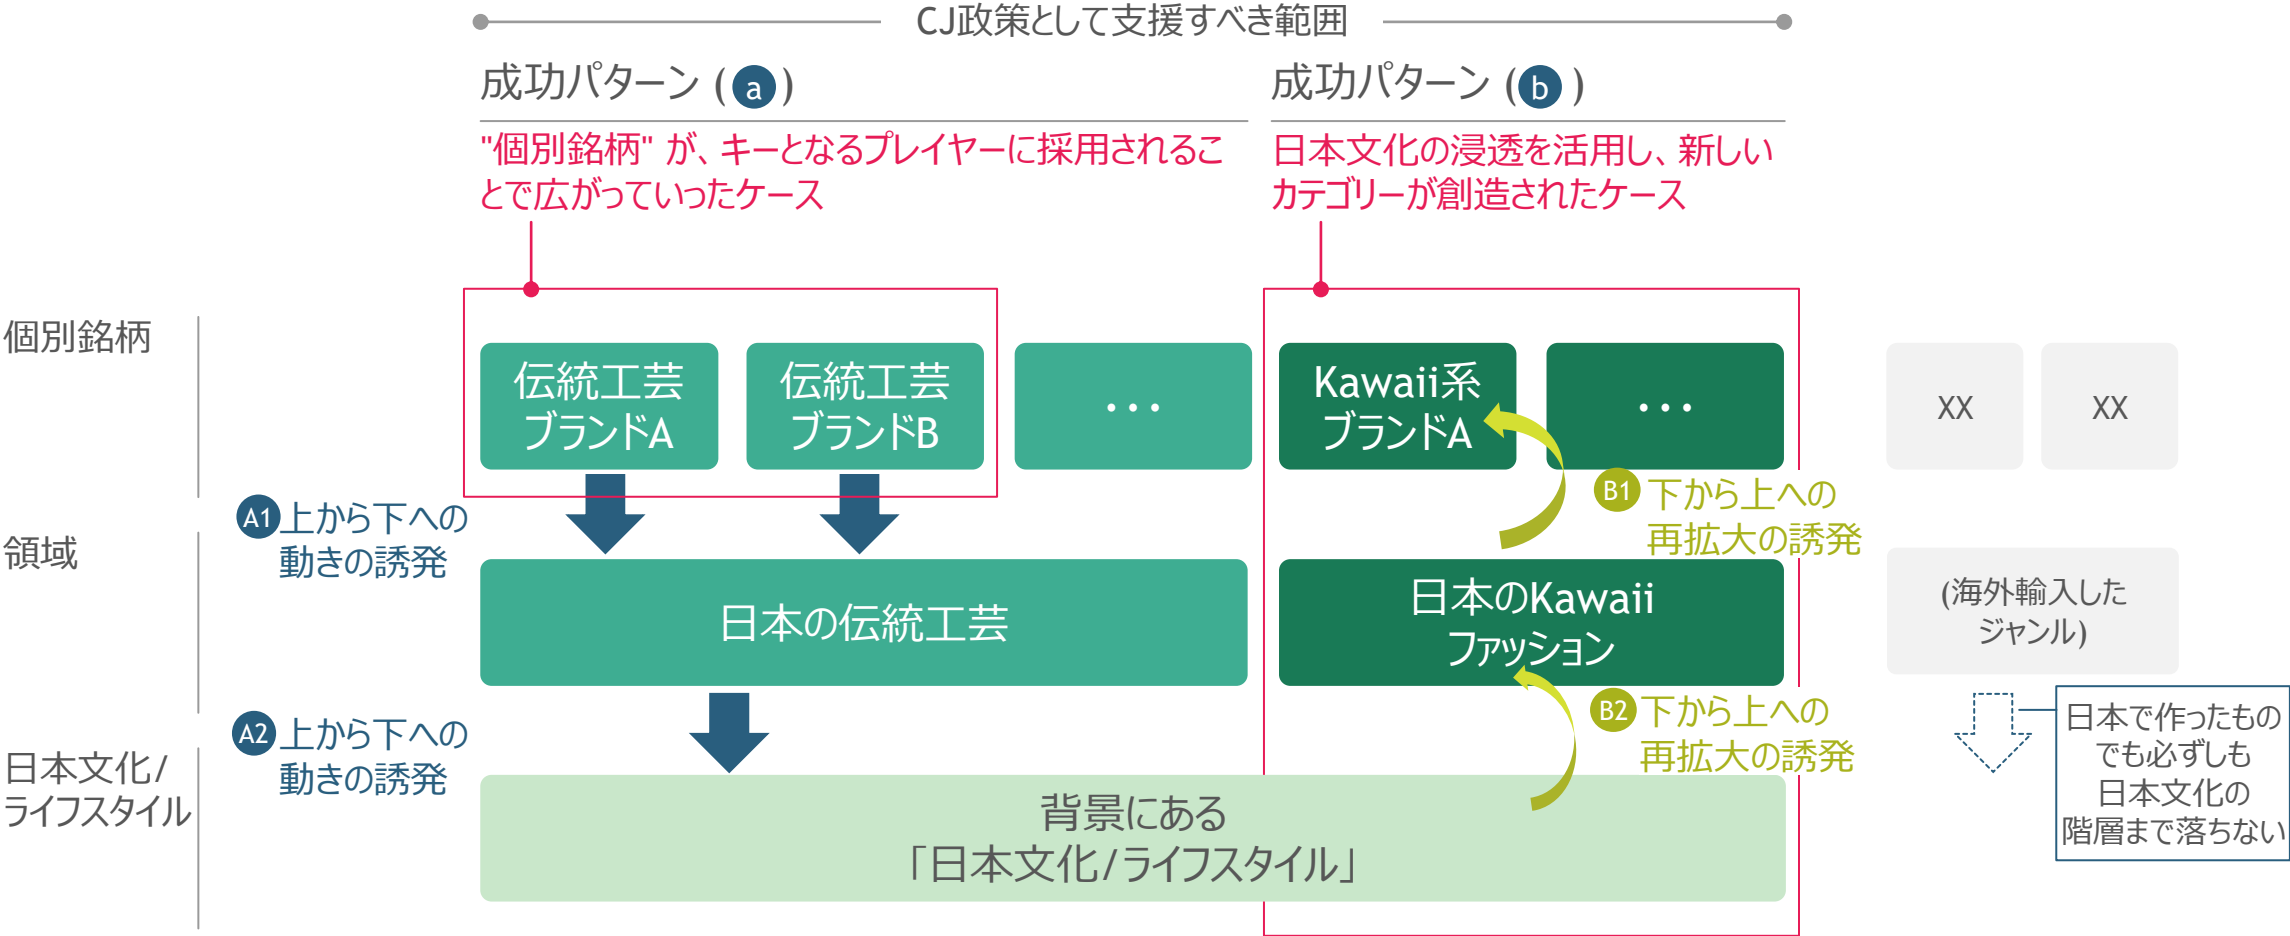 CJ政策として支援すべき範囲
成功パターン (a)
"個別銘柄" が、キーとなるプレイヤーに採用されるこ
とで広がっていったケース
成功パターン (b)
日本文化の浸透を活用し、新しい
カテゴリーが創造されたケース
個別銘柄
伝統工芸
ブランドA
伝統工芸
ブランドB
・・・
Kawaii系
ブランドA
・・・
XX
XX
A1 上から下への
動きの誘発
B1 下から上への
再拡大の誘発
領域
日本の伝統工芸
日本のKawaii
ファッション
(海外輸入した
ジャンル)
A2 上から下への
動きの誘発
B2 下から上への
再拡大の誘発
日本で作ったもの
でも必ずしも
日本文化の
階層まで落ちない
日本文化/
ライフスタイル
背景にある
「日本文化/ライフスタイル」